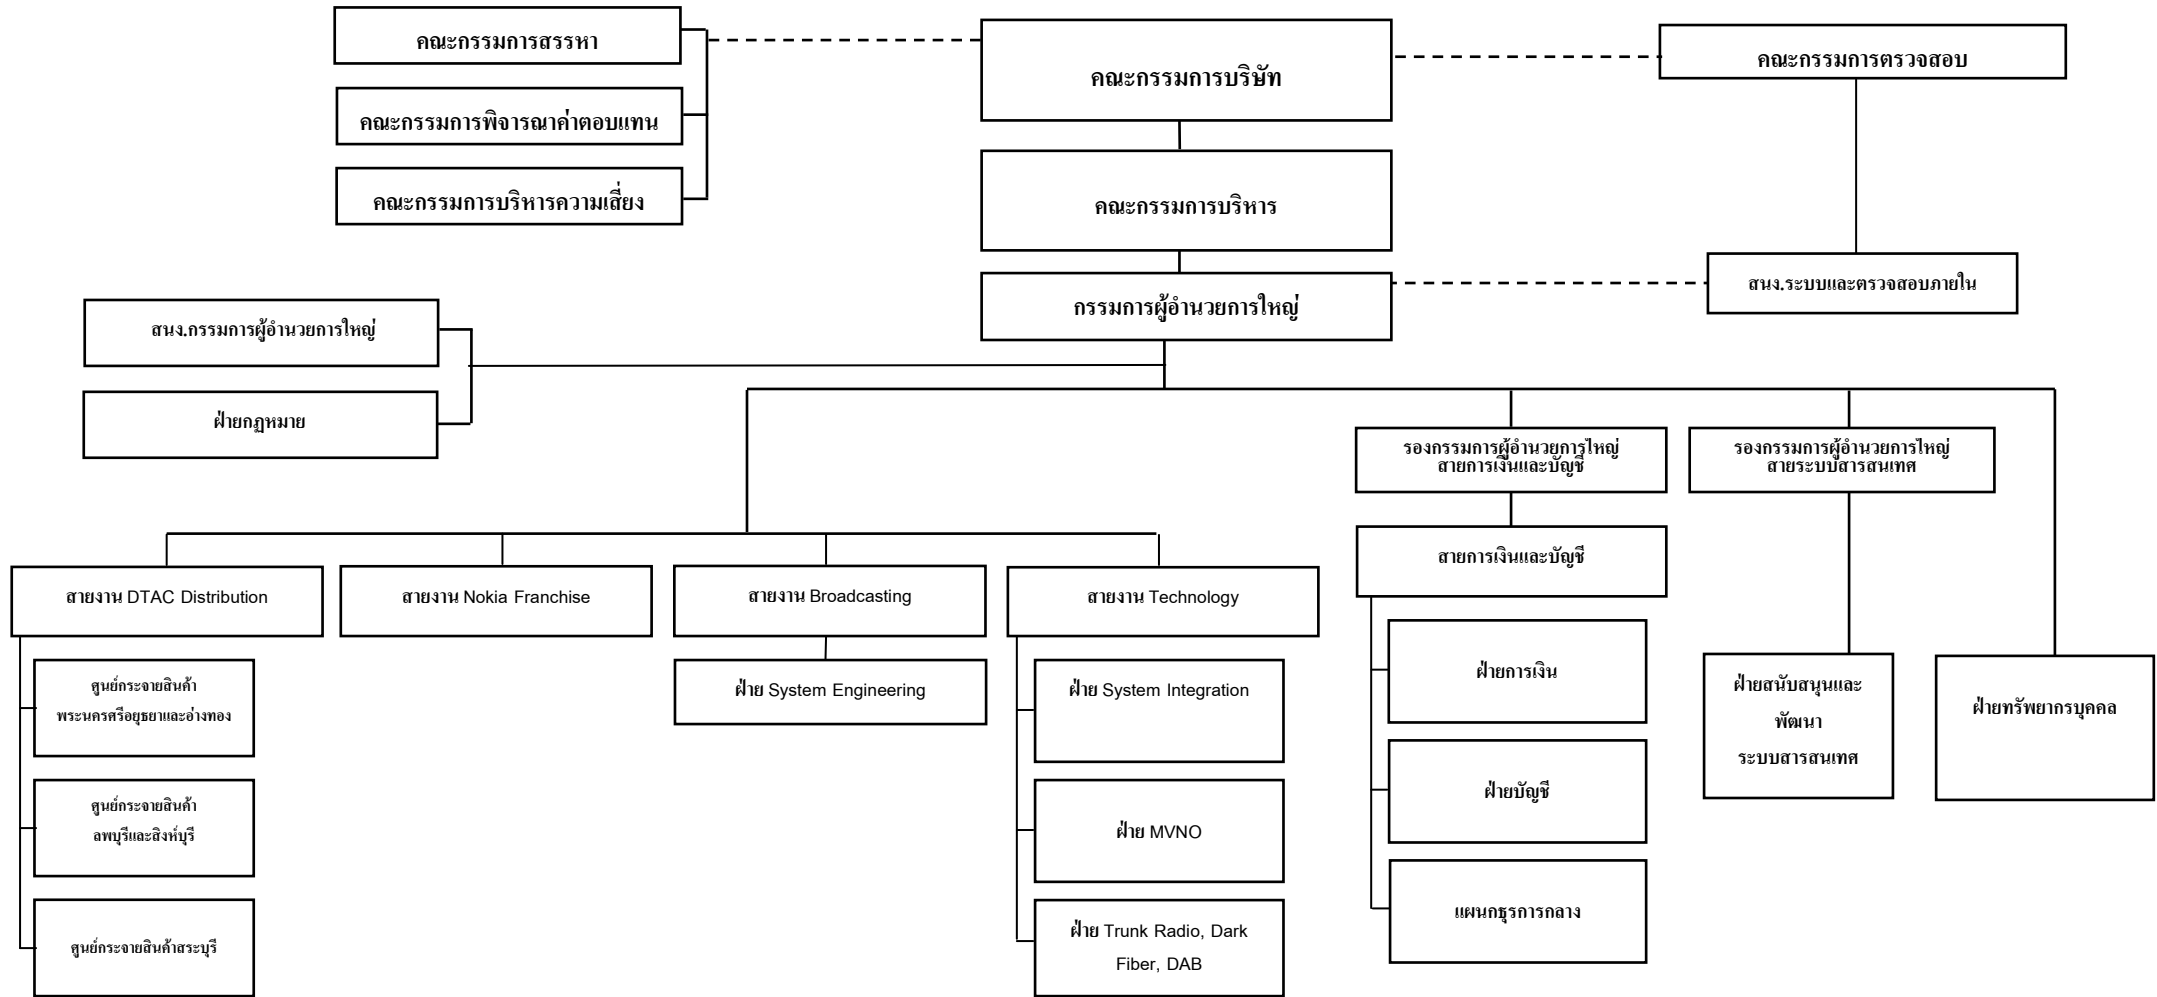 คณะกรรมการสรรหา
คณะกรรมการบริษัท
คณะกรรมการตรวจสอบ
คณะกรรมการพิจารณาค่าตอบแทน
คณะกรรมการบริหารความเสี่ยง
คณะกรรมการบริหาร
สนง.ระบบและตรวจสอบภายใน
กรรมการผู้อำนวยการใหญ่
สนง.กรรมการผู้อำนวยการใหญ่
ฝ่ายกฏหมาย
รองกรรมการผู้อำนวยการใหญ่
สายการเงินและบัญชี
รองกรรมการผู้อำนวยการใหญ่
สายระบบสารสนเทศ
สายการเงินและบัญชี
สายงาน DTAC Distribution
สายงาน Nokia Franchise
สายงาน Broadcasting
สายงาน Technology
ศูนย์กระจายสินค้า
พระนครศรีอยุธยาและอ่างทอง
ศูนย์กระจายสินค้า
ลพบุรีและสิงห์บุรี
ศูนย์กระจายสินค้าสระบุรี
ฝ่าย System Engineering
ฝ่าย System Integration
ฝ่าย MVNO
ฝ่าย Trunk Radio, Dark
Fiber, DAB
ฝ่ายการเงิน
ฝ่ายบัญชี
แผนกธุรการกลาง
ฝ่ายสนับสนุนและ
พัฒนา
ระบบสารสนเทศ
ฝ่ายทรัพยากรบุคคล